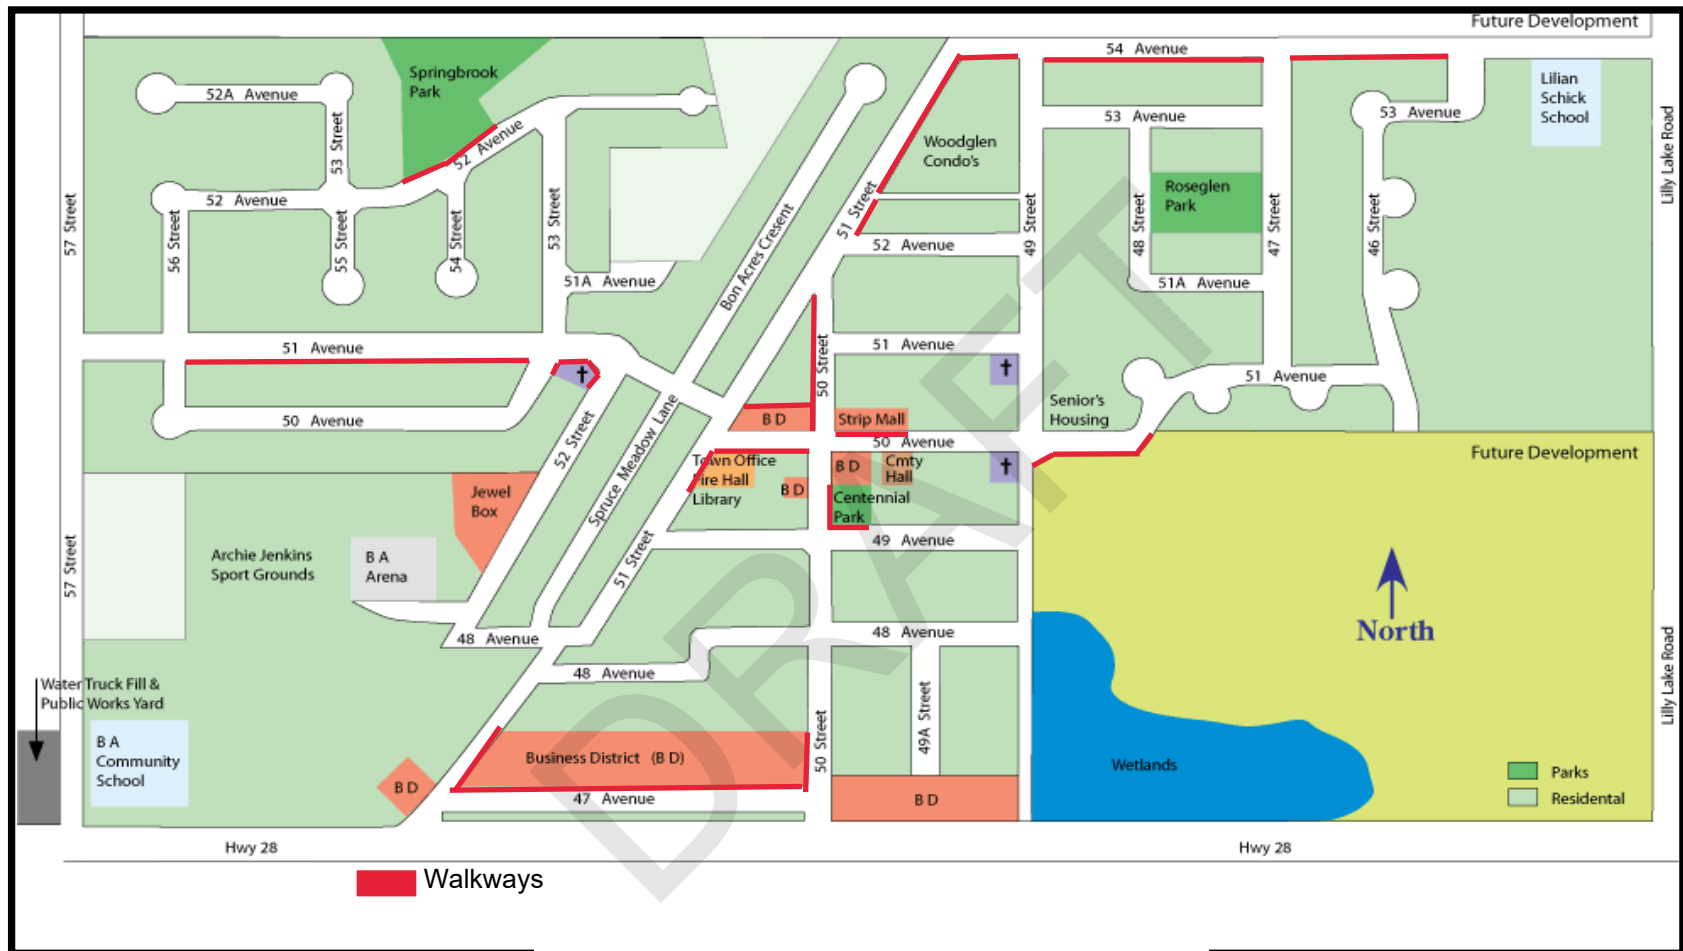 Future Development
54 Avenue
Springbrook
Park
52A Avenue
53 Street
52 Avenue
Lilian
Schick
School
53 Avenue
53 Avenue
Lilly Lake Road
Woodglen
Condo's
57 Street
52 Avenue
56 Street
55 Street
54 Street
53 Street
51A Avenue
Bon Acres Cresent
51 Street
52 Avenue
49 Street
48 Street
Roseglen
Park
47 Street
46 Street
51A Avenue
51 Avenue
50 Street
51 Avenue
51 Avenue
Senior's
Housing
50 Avenue
52 Street
Spruce Meadow Lane
B D
Strip Mall
50 Avenue
Future Development
Town Office
Fire Hall
Library
B D
B D
Cmty
Hall
Centennial
Park
Jewel
Box
57 Street
Archie Jenkins
Sport Grounds
B A
Arena
51 Street
49 Avenue
DRAFT
North
48 Avenue
48 Avenue
48 Avenue
Water Truck Fill &
Public Works Yard
B A
Community
School
B D
Business District (B D)
50 Street
49A Street
Lilly Lake Road
Wetlands
47 Avenue
B D
Parks
Residental
Hwy 28
Hwy 28
Walkways